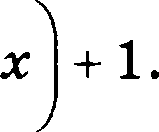 x) + 1.